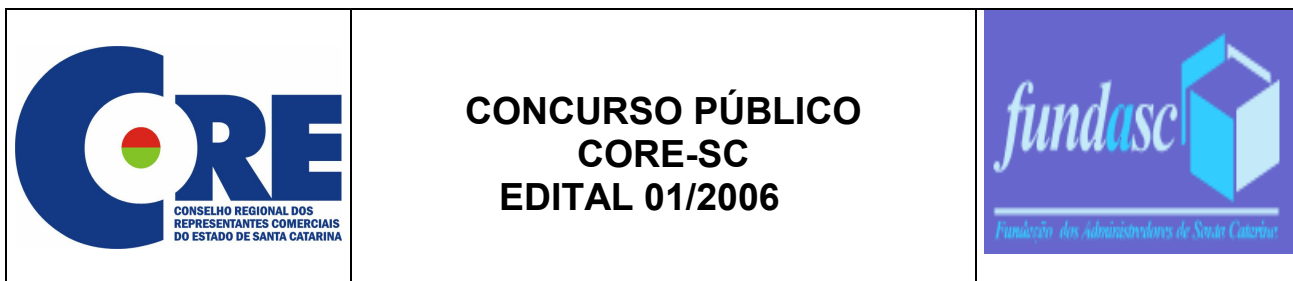 CORE
CONSELHO REGIONAL DOS
REPRESENTANTES COMERCIAIS
DO ESTADO DE SANTA CATARINA
CONCURSO PÚBLICO
CORE-SC
EDITAL 01/2006
fundasc
Fundação dos Administradores de Santa Catarina